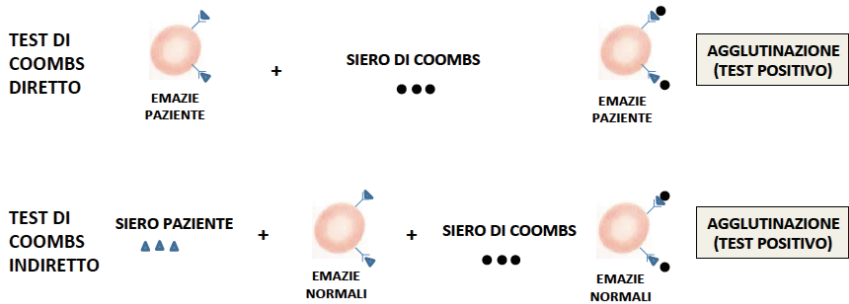 TEST DI
COOMBS
DIRETTO
EMAZIE
PAZIENTE
+
SIERO DI COOMBS
EMAZIE
PAZIENTE
AGGLUTINAZIONE
(TEST POSITIVO)
TEST DI
COOMBS
INDIRETTO
SIERO PAZIENTE
+
EMAZIE
NORMALI
+
SIERO DI COOMBS
EMAZIE
NORMALI
AGGLUTINAZIONE
(TEST POSITIVO)